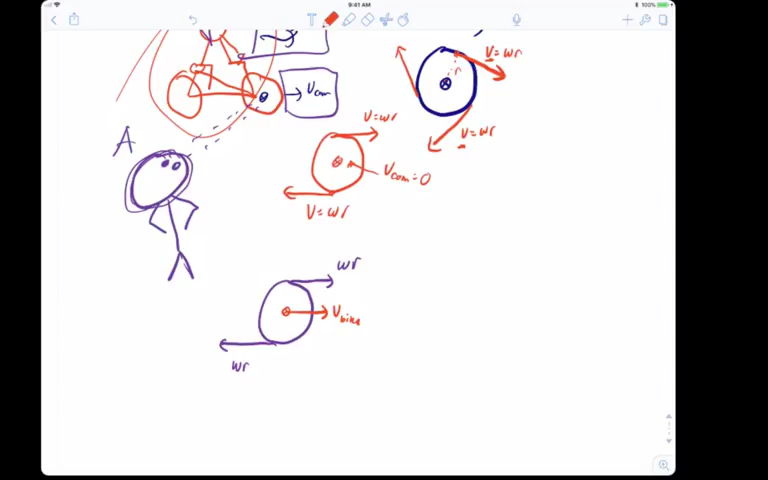 9:41 AM
100%
T
Vcom
V=ωr
r
V=ωr
A
V=ωr
Vcom=0
V=ωr
ωr
Vbike
ωr